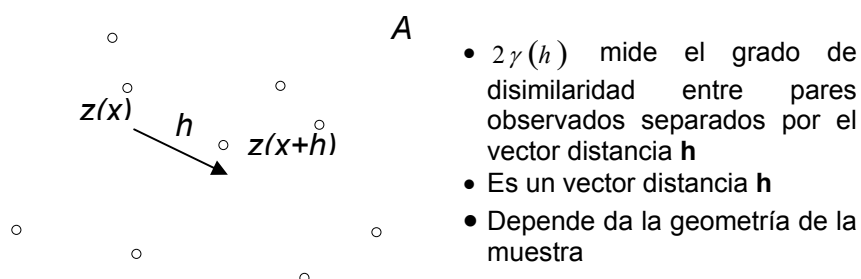 A
z(x)
h
z(x+h)
• 2γ(h) mide el grado de
disimilaridad entre pares
observados separados por el
vector distancia h
• Es un vector distancia h
• Depende da la geometría de la
muestra